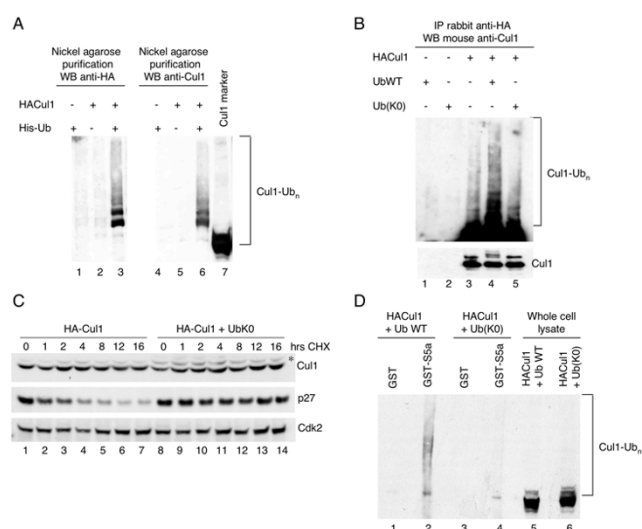 A
Nickel agarose purification WB anti-HA
Nickel agarose purification WB anti-Cul1
Cul1 marker
HACul1 - + + - + +
His-Ub + - + + - +
Cul1-Ubn
1 2 3 4 5 6 7
B
IP rabbit anti-HA
WB mouse anti-Cul1
HACul1 - - + + +
UbWT + - - + -
Ub(K0) - + - - +
Cul1-Ubn
Cul1
1 2 3 4 5
C
HA-Cul1 HA-Cul1 + UbK0
0 1 2 4 8 12 16 0 1 2 4 8 12 16 hrs CHX
*
Cul1
p27
Cdk2
1 2 3 4 5 6 7 8 9 10 11 12 13 14
D
HACul1 + Ub WT
HACul1 + Ub(K0)
Whole cell lysate
GST
GST-S5a
GST
GST-S5a
HACul1 + Ub WT
HACul1 + Ub(K0)
Cul1-Ubn
1 2 3 4 5 6